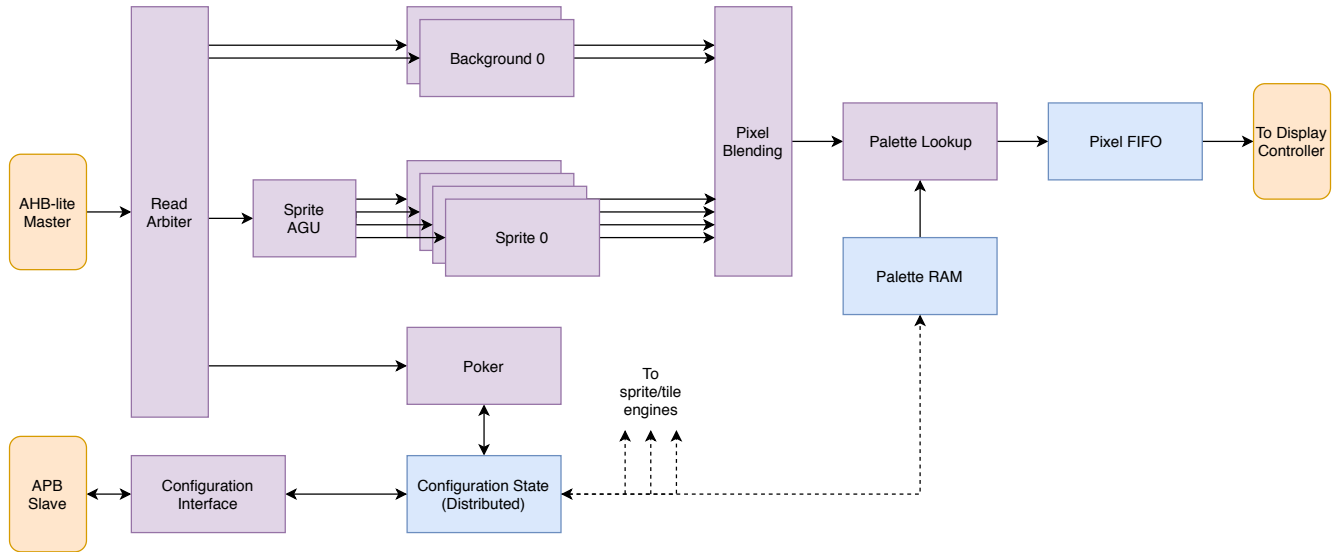 Background 0
Pixel
Blending
Palette Lookup
Pixel FIFO
To Display
Controller
AHB-lite
Master
Read
Arbiter
Sprite
AGU
Sprite 0
Palette RAM
Poker
To
sprite/tile
engines
APB
Slave
Configuration
Interface
Configuration State
(Distributed)